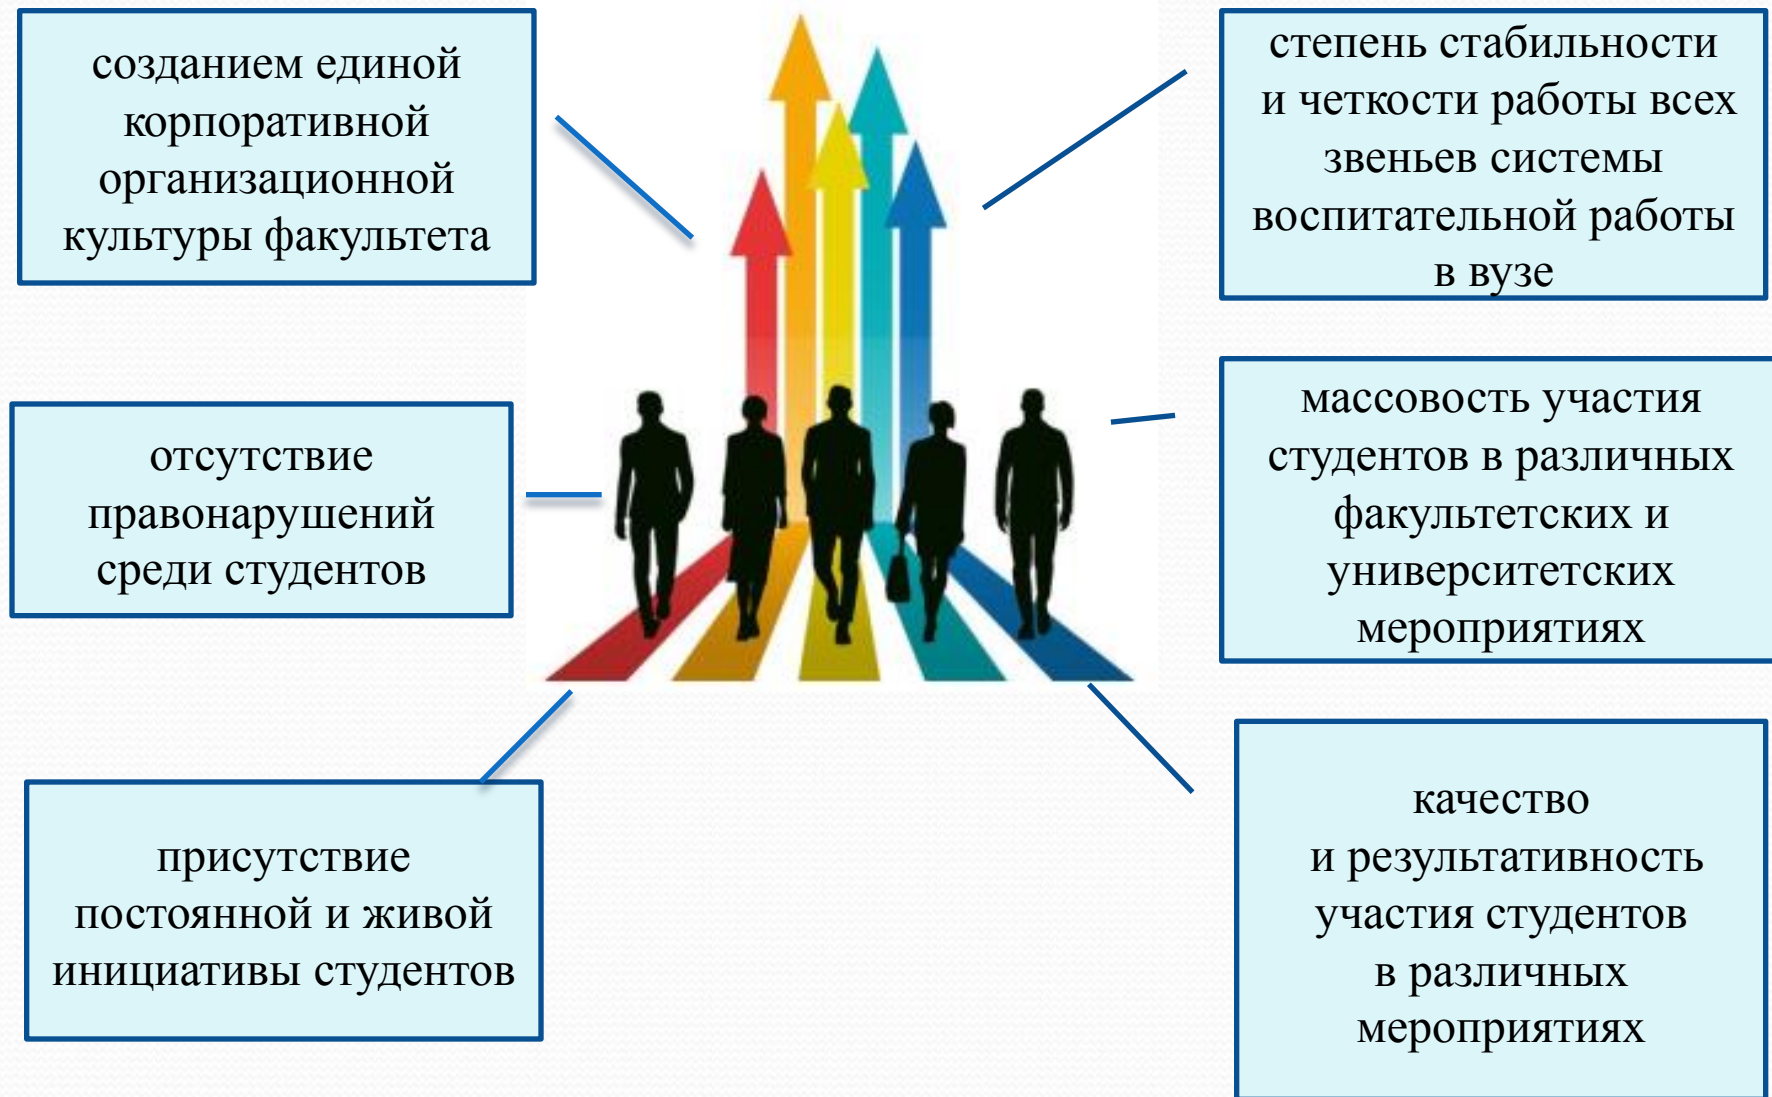 созданием единой
корпоративной
организационной
культуры факультета
отсутствие
правонарушений
среди студентов
присутствие
постоянной и живой
инициативы студентов
степень стабильности
и четкости работы всех
звеньев системы
воспитательной работы
в вузе
массовость участия
студентов в различных
факультетских и
университетских
мероприятиях
качество
и результативность
участия студентов
в различных
мероприятиях